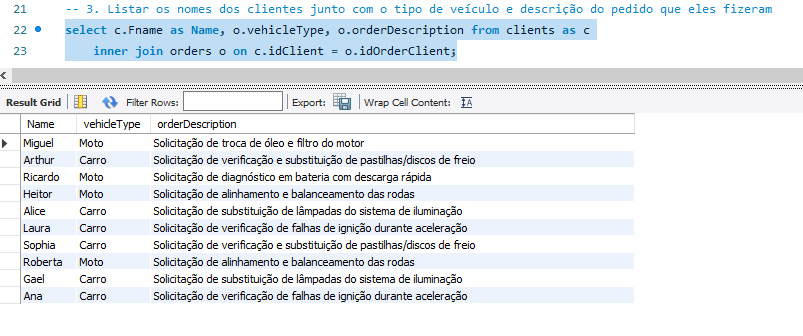 21 -- 3. Listar os nomes dos clientes junto com o tipo de veículo e descrição do pedido que eles fizeram
22 select c.Fname as Name, o.vehicleType, o.orderDescription from clients as c
23 inner join orders o on c.idClient = o.idOrderClient;
Result Grid Filter Rows: Export: Wrap Cell Content:
Name vehicleType orderDescription
Miguel Moto Solicitação de troca de óleo e filtro do motor
Arthur Carro Solicitação de verificação e substituição de pastilhas/discos de freio
Ricardo Moto Solicitação de diagnóstico em bateria com descarga rápida
Heitor Moto Solicitação de alinhamento e balanceamento das rodas
Alice Carro Solicitação de substituição de lâmpadas do sistema de iluminação
Laura Carro Solicitação de verificação de falhas de ignição durante aceleração
Sophia Carro Solicitação de verificação e substituição de pastilhas/discos de freio
Roberta Moto Solicitação de alinhamento e balanceamento das rodas
Gael Carro Solicitação de substituição de lâmpadas do sistema de iluminação
Ana Carro Solicitação de verificação de falhas de ignição durante aceleração